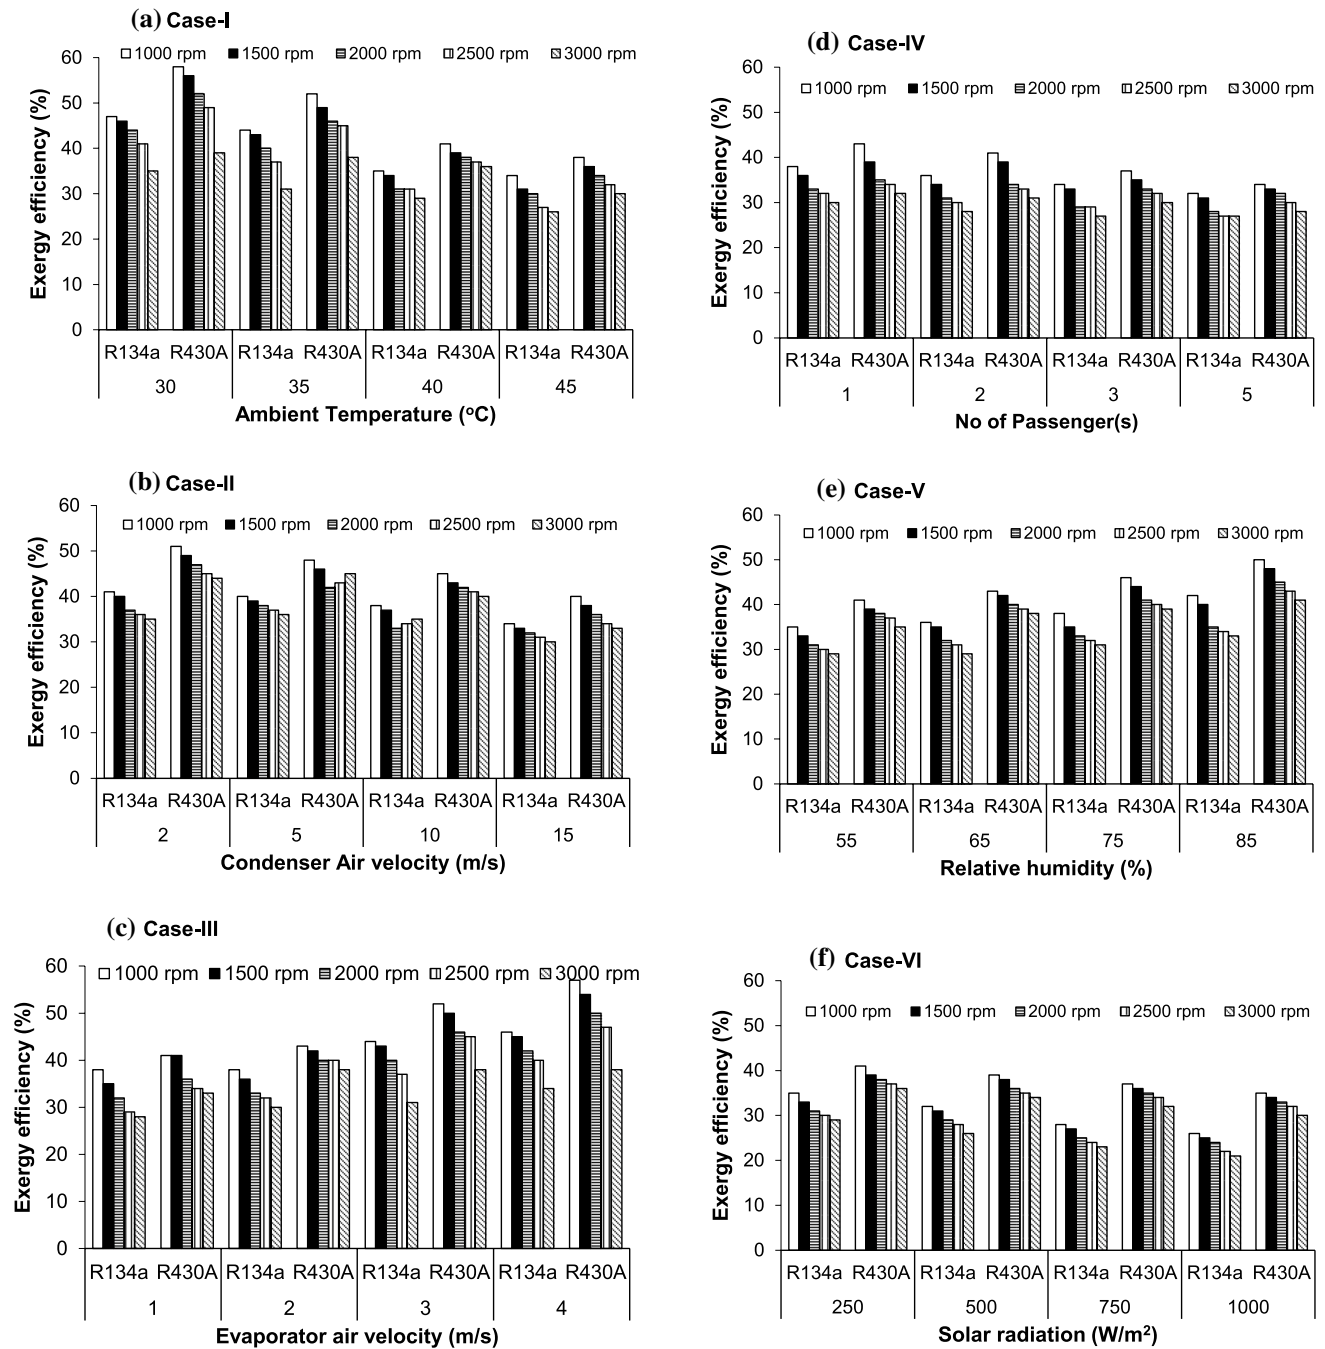 (a) Case-I
1000 rpm 1500 rpm 2000 rpm 2500 rpm 3000 rpm
60
50
40
30
20
10
0
Exergy efficiency (%)
R134a R430A R134a R430A R134a R430A R134a R430A
30 35 40 45
Ambient Temperature (ºC)
(b) Case-II
1000 rpm 1500 rpm 2000 rpm 2500 rpm 3000 rpm
60
50
40
30
20
10
0
Exergy efficiency (%)
R134a R430A R134a R430A R134a R430A R134a R430A
2 5 10 15
Condenser Air velocity (m/s)
(c) Case-III
1000 rpm 1500 rpm 2000 rpm 2500 rpm 3000 rpm
60
50
40
30
20
10
0
Exergy efficiency (%)
R134a R430A R134a R430A R134a R430A R134a R430A
1 2 3 4
Evaporator air velocity (m/s)
(d) Case-IV
1000 rpm 1500 rpm 2000 rpm 2500 rpm 3000 rpm
60
50
40
30
20
10
0
Exergy efficiency (%)
R134a R430A R134a R430A R134a R430A R134a R430A
1 2 3 5
No of Passenger(s)
(e) Case-V
1000 rpm 1500 rpm 2000 rpm 2500 rpm 3000 rpm
60
50
40
30
20
10
0
Exergy efficiency (%)
R134a R430A R134a R430A R134a R430A R134a R430A
55 65 75 85
Relative humidity (%)
(f) Case-VI
1000 rpm 1500 rpm 2000 rpm 2500 rpm 3000 rpm
60
50
40
30
20
10
0
Exergy efficiency (%)
R134a R430A R134a R430A R134a R430A R134a R430A
250 500 750 1000
Solar radiation (W/m²)